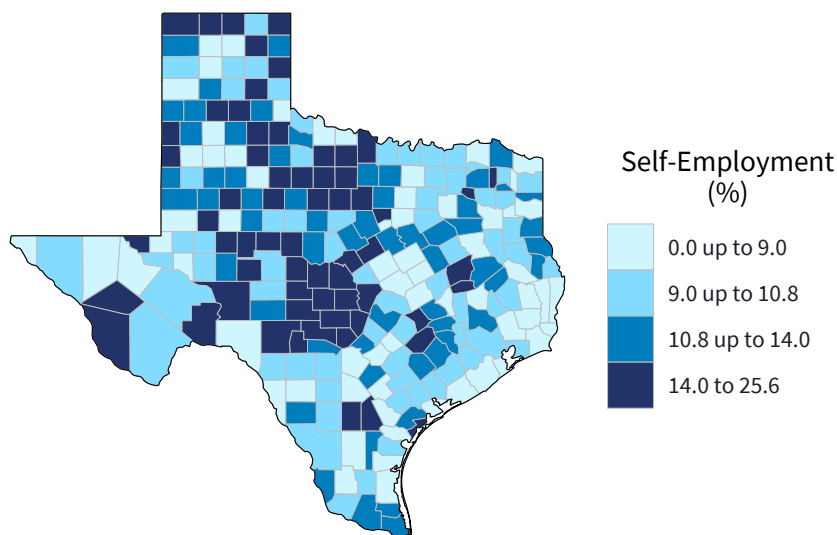 Self-Employment
(%)
0.0 up to 9.0
9.0 up to 10.8
10.8 up to 14.0
14.0 to 25.6